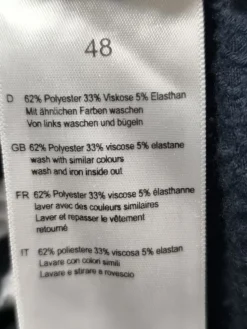 48
D 62% Polyester 33% Viskose 5% Elasthan
Mit ähnlichen Farben waschen
Von links waschen und bügeln
GB 62% Polyester 33% viscose 5% elastane
wash with similar colours
wash and iron inside out
FR 62% Polyester 33% viscose 5% élasthanne
laver avec des couleurs similaires
Laver et repasser le vêtement
retourné
IT 62% poliestere 33% viscosa 5% elastan
Lavare con colori simili
Lavare e stirare a rovescio